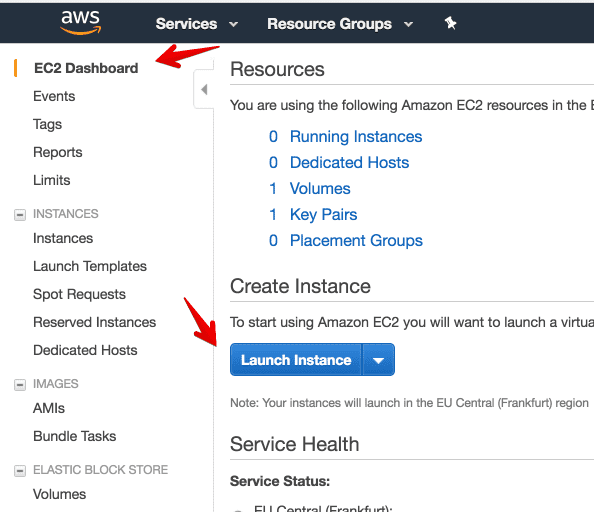 aws
Services
Resource Groups
EC2 Dashboard
Events
Tags
Reports
Limits
INSTANCES
Instances
Launch Templates
Spot Requests
Reserved Instances
Dedicated Hosts
IMAGES
AMIs
Bundle Tasks
ELASTIC BLOCK STORE
Volumes
Resources
You are using the following Amazon EC2 resources in the
0 Running Instances
0 Dedicated Hosts
1 Volumes
1 Key Pairs
0 Placement Groups
Create Instance
To start using Amazon EC2 you will want to launch a virtua
Launch Instance
Note: Your instances will launch in the EU Central (Frankfurt) region
Service Health
Service Status:
EU Central (Frankfurt):